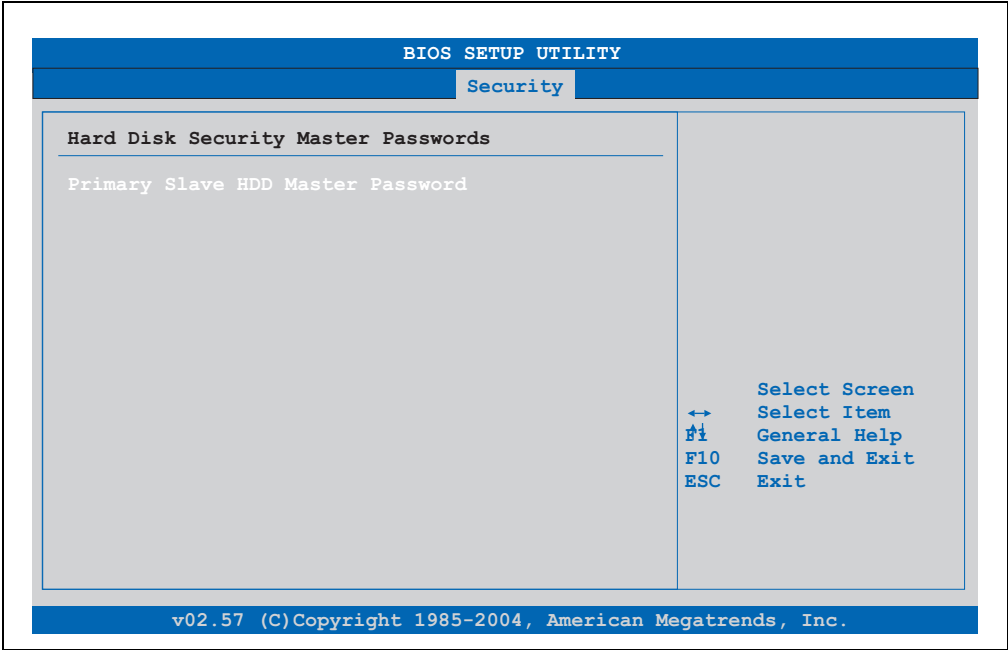 BIOS SETUP UTILITY
Security
Hard Disk Security Master Passwords
Primary Slave HDD Master Password
Select Screen
↔ Select Item
F1 General Help
F10 Save and Exit
ESC Exit
v02.57 (C)Copyright 1985-2004, American Megatrends, Inc.